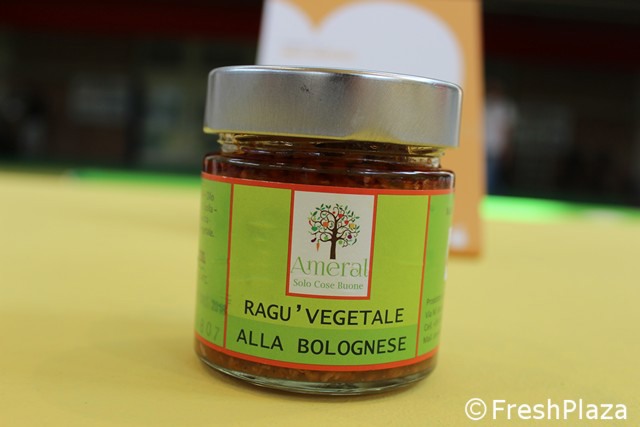 Ameral
Solo Cose Buone
RAGU'VEGETALE
ALLA BOLOGNESE
©FreshPlaza